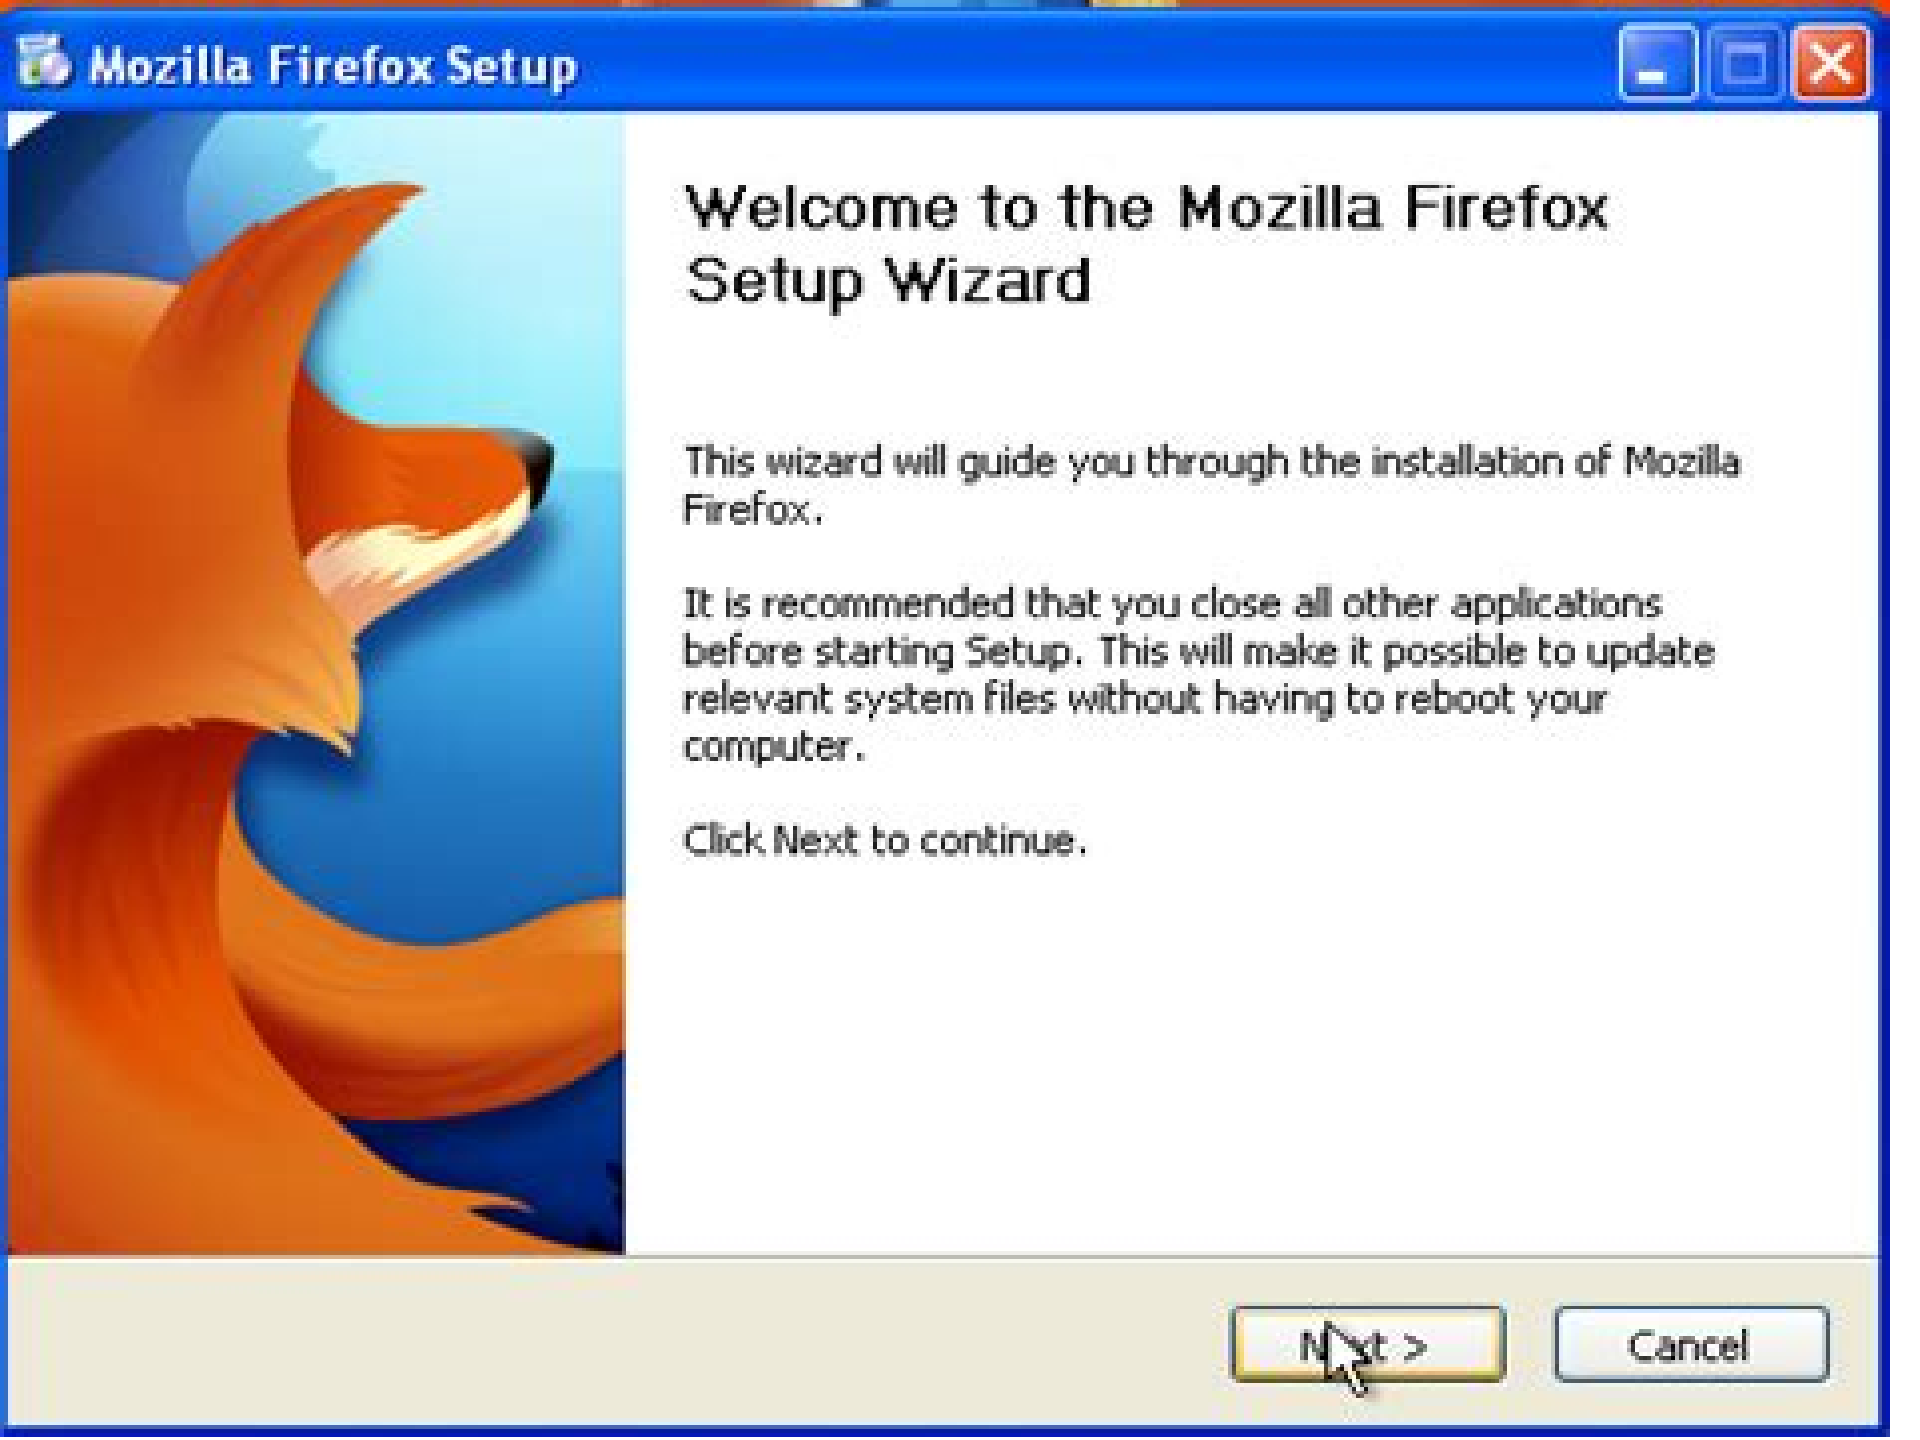 Mozilla Firefox Setup
Welcome to the Mozilla Firefox
Setup Wizard
This wizard will guide you through the installation of Mozilla
Firefox.
It is recommended that you close all other applications
before starting Setup. This will make it possible to update
relevant system files without having to reboot your
computer.
Click Next to continue.
Next >
Cancel